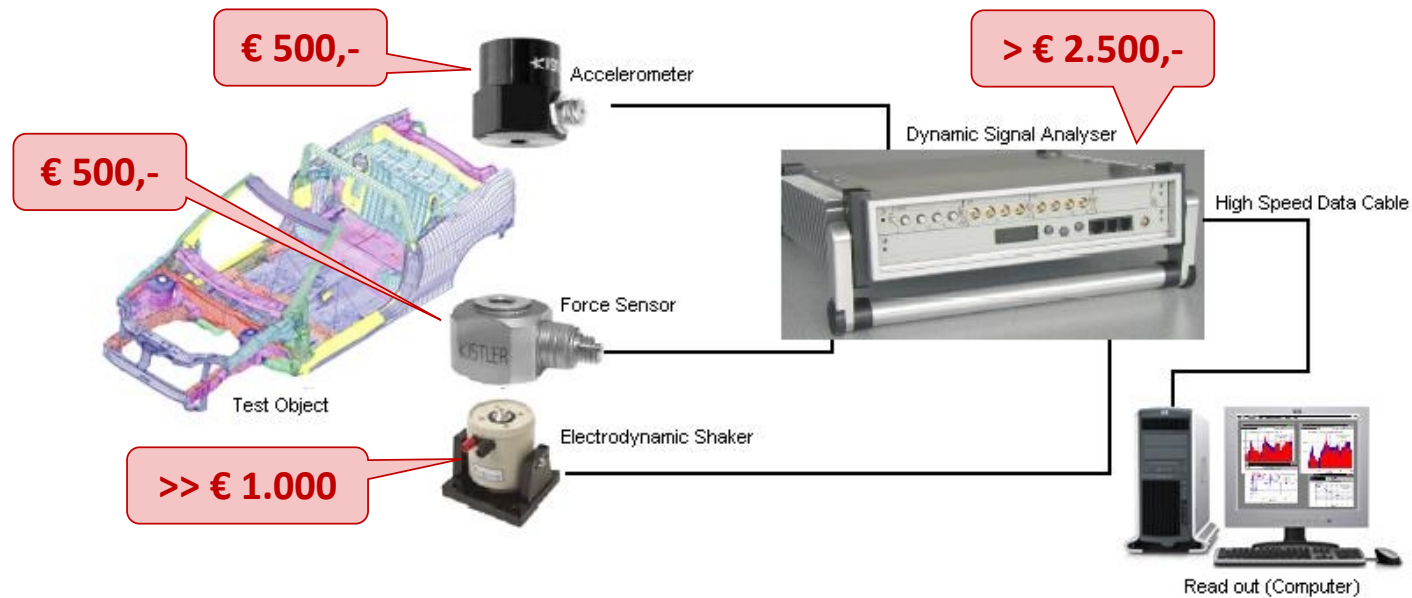 € 500,-
> € 2.500,-
Accelerometer
Dynamic Signal Analyser
€ 500,-
High Speed Data Cable
Force Sensor
KISTLER
Test Object
Electrodynamic Shaker
>> € 1.000
Read out (Computer)